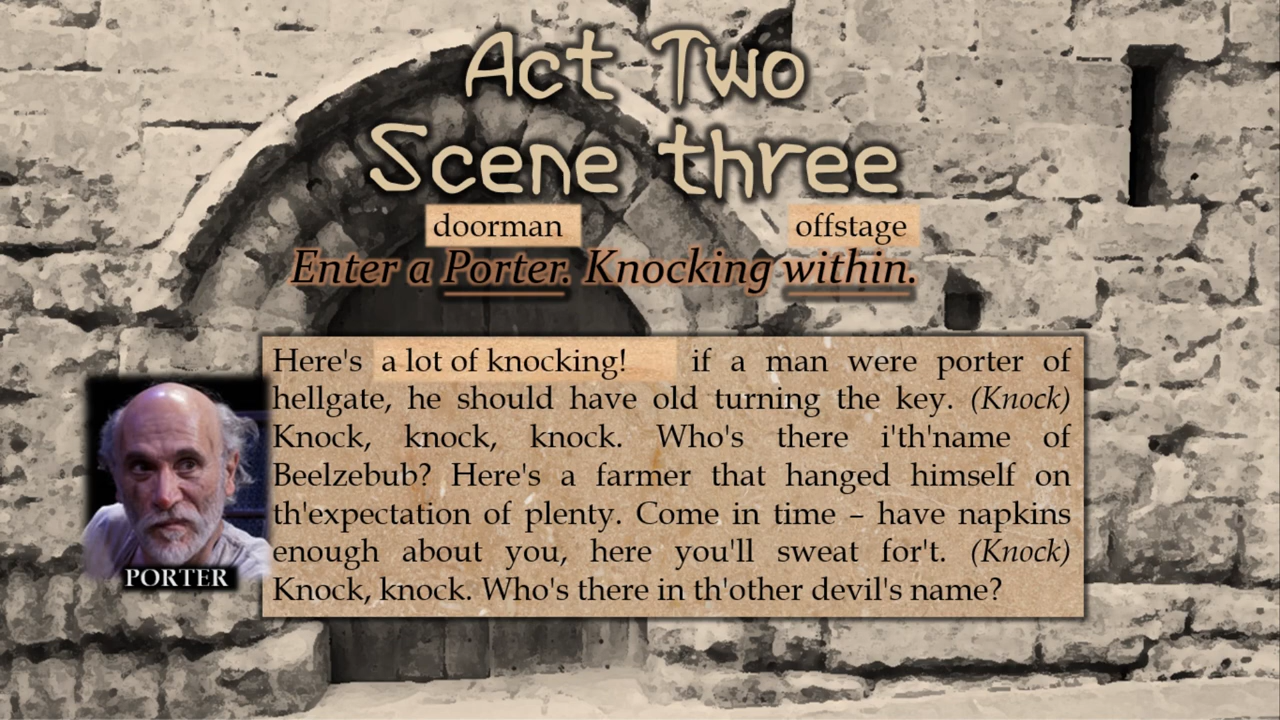 Act Two
Scene three
doorman offstage
Enter a Porter. Knocking within.
Here's a lot of knocking! if a man were porter of
hellgate, he should have old turning the key. (Knock)
Knock, knock, knock. Who's there i'th'name of
Beelzebub? Here's a farmer that hanged himself on
th'expectation of plenty. Come in time – have napkins
enough about you, here you'll sweat for't. (Knock)
Knock, knock. Who's there in th'other devil's name?
PORTER